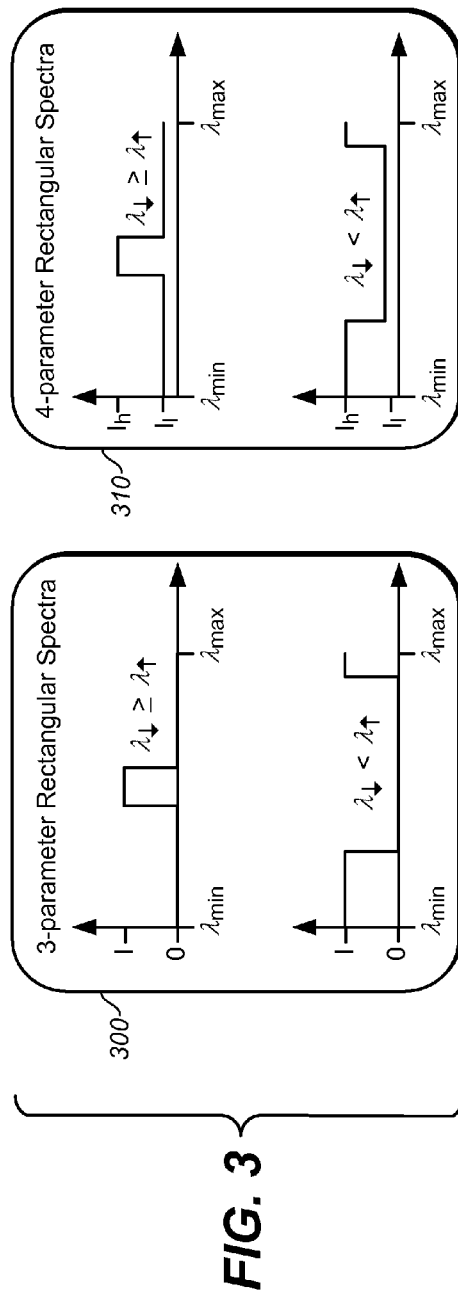 FIG. 3
300
3-parameter Rectangular Spectra
I
0
λ↓ ≥ λ↑
λmin
λmax
I
0
λ↓ < λ↑
λmin
λmax
310
4-parameter Rectangular Spectra
Ih
Il
λ↓ ≥ λ↑
λmin
λmax
Ih
Il
λ↓ < λ↑
λmin
λmax